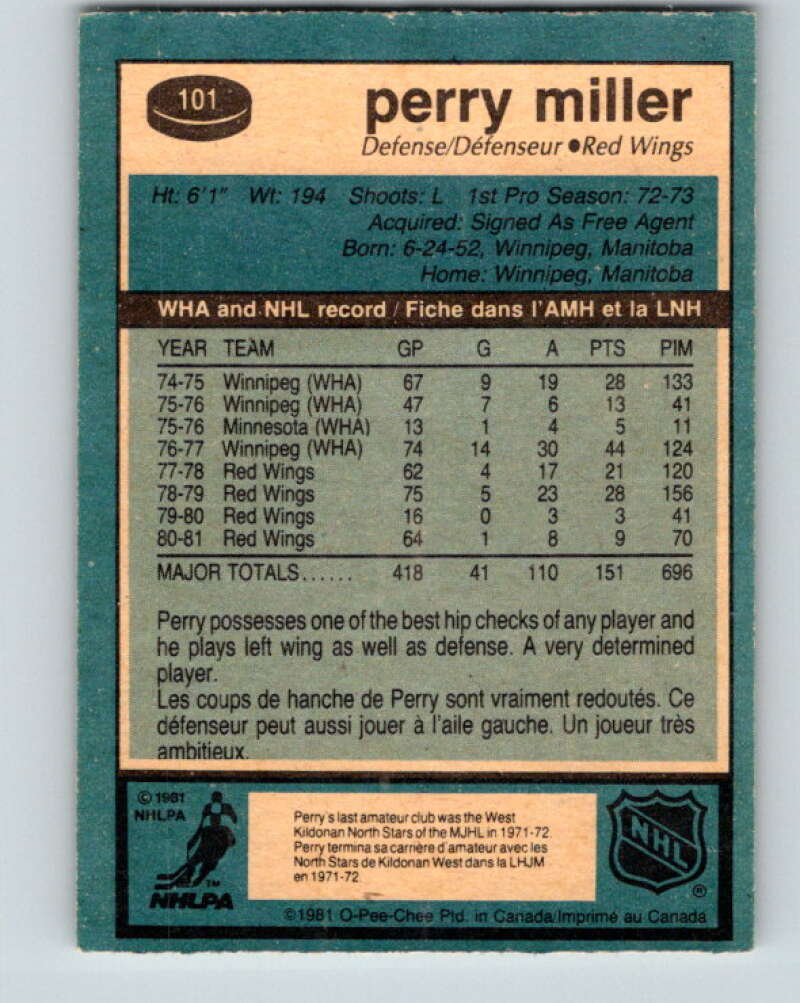 101
perry miller
Defense/Défenseur ●Red Wings
Ht: 6'1" Wt: 194 Shoots: L 1st Pro Season: 72-73
Acquired: Signed As Free Agent
Born: 6-24-52, Winnipeg, Manitoba
Home: Winnipeg, Manitoba
WHA and NHL record / Fiche dans l'AMH et la LNH
YEAR TEAM GP G A PTS PIM
74-75 Winnipeg (WHA) 67 9 19 28 133
75-76 Winnipeg (WHA) 47 7 6 13 41
75-76 Minnesota (WHA) 13 1 4 5 11
76-77 Winnipeg (WHA) 74 14 30 44 124
77-78 Red Wings 62 4 17 21 120
78-79 Red Wings 75 5 23 28 156
79-80 Red Wings 16 0 3 3 41
80-81 Red Wings 64 1 8 9 70
MAJOR TOTALS...... 418 41 110 151 696
Perry possesses one of the best hip checks of any player and
he plays left wing as well as defense. A very determined
player.
Les coups de hanche de Perry sont vraiment redoutés. Ce
défenseur peut aussi jouer à l'aile gauche. Un joueur très
ambitieux.
© 1981
NHLPA
Perry's last amateur club was the West
Kildonan North Stars of the MJHL in 1971-72.
Perry termina sa carrière d'amateur avec les
North Stars de Kildonan West dans la LHJM
en 1971-72.
TM
NHLPA
NHL
®
©1981 O-Pee-Chee Ptd. in Canada/Imprimé au Canada